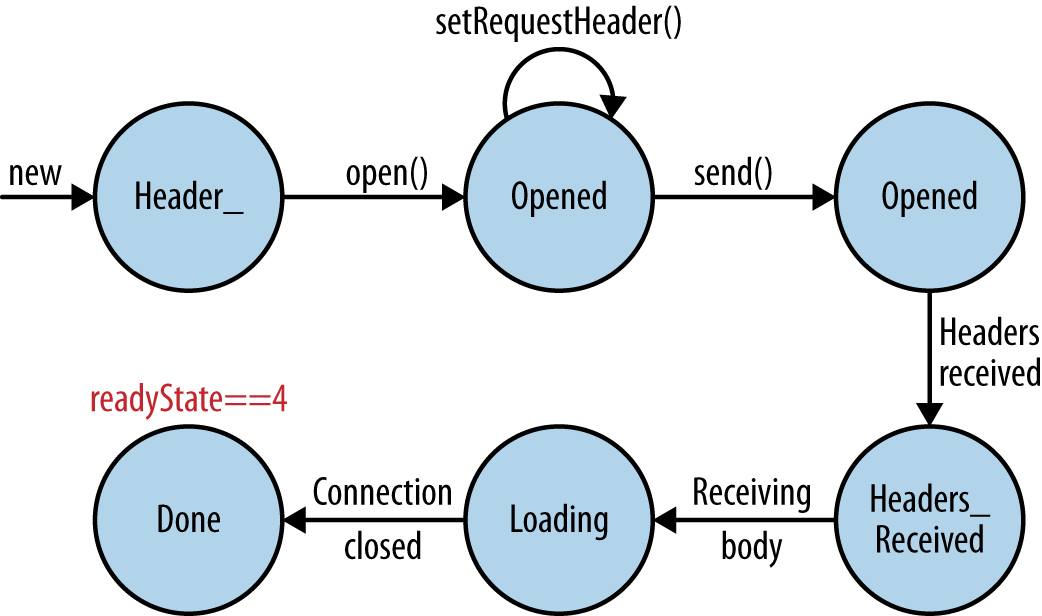 setRequestHeader()
new
Header_
open()
Opened
send()
Opened
Headers
received
readyState==4
Done
Connection
closed
Loading
Receiving
body
Headers_
Received